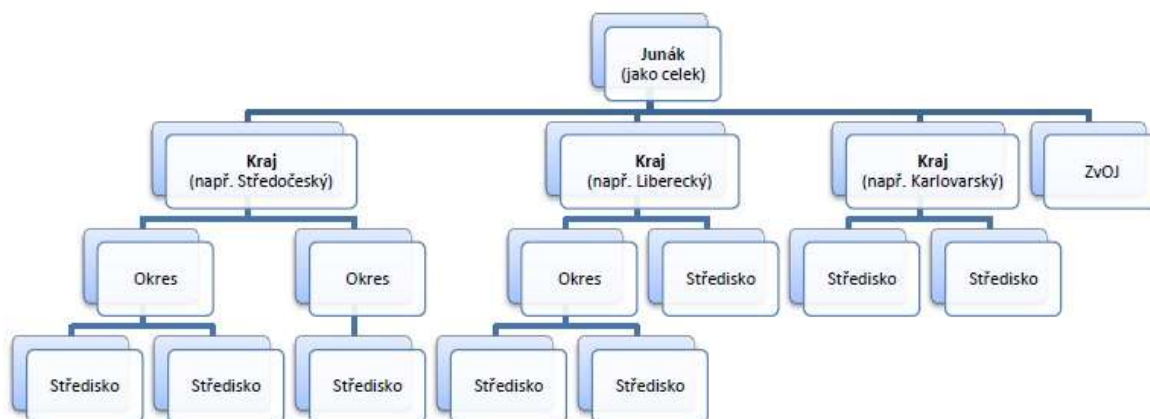 Junák
(jako celek)
Kraj
(např. Středočeský)
Kraj
(např. Liberecký)
Kraj
(např. Karlovarský)
ZvOJ
Okres
Okres
Okres
Středisko
Středisko
Středisko
Středisko
Středisko
Středisko
Středisko
Středisko